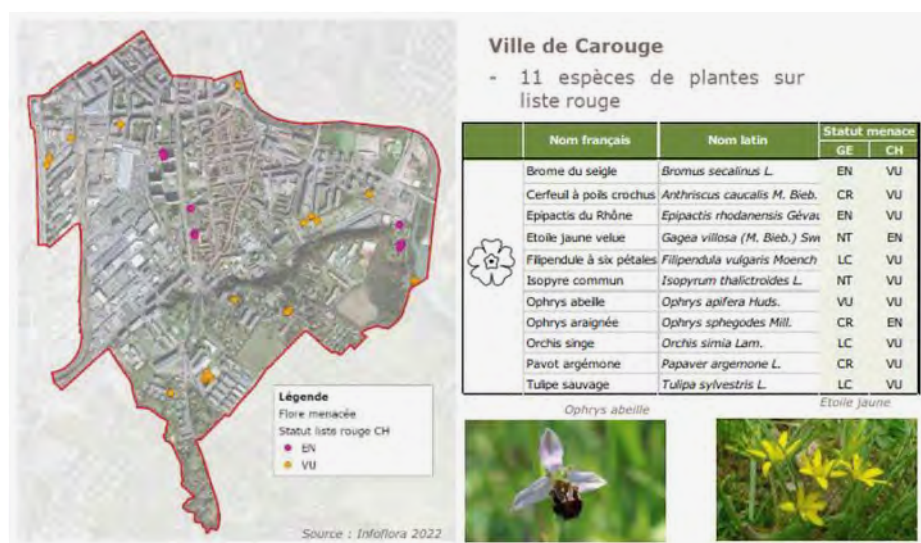 Ville de Carouge
- 11 espèces de plantes sur
liste rouge
Nom français Nom latin Statut menace
GE CH
Brome du seigle Bromus secalinus L. EN VU
Cerfeuil à poils crochus Anthriscus caucalis M. Bieb. CR VU
Epipactis du Rhône Epipactis rhodanensis Gévau EN VU
Etoile jaune velue Gagea villosa (M. Bieb.) Swe NT EN
Filipendule à six pétales Filipendula vulgaris Moench LC VU
Isopyre commun Isopyrum thalictroides L. NT VU
Ophrys abeille Ophrys apifera Huds. VU VU
Ophrys araignée Ophrys sphegodes Mill. CR EN
Orchis singe Orchis simia Lam. LC VU
Pavot argémone Papaver argemone L. CR VU
Tulipe sauvage Tulipa sylvestris L. LC VU
Ophrys abeille
Etoile jaune
Légende
Flore menacée
Statut liste rouge CH
EN
VU
Source : Infoflora 2022